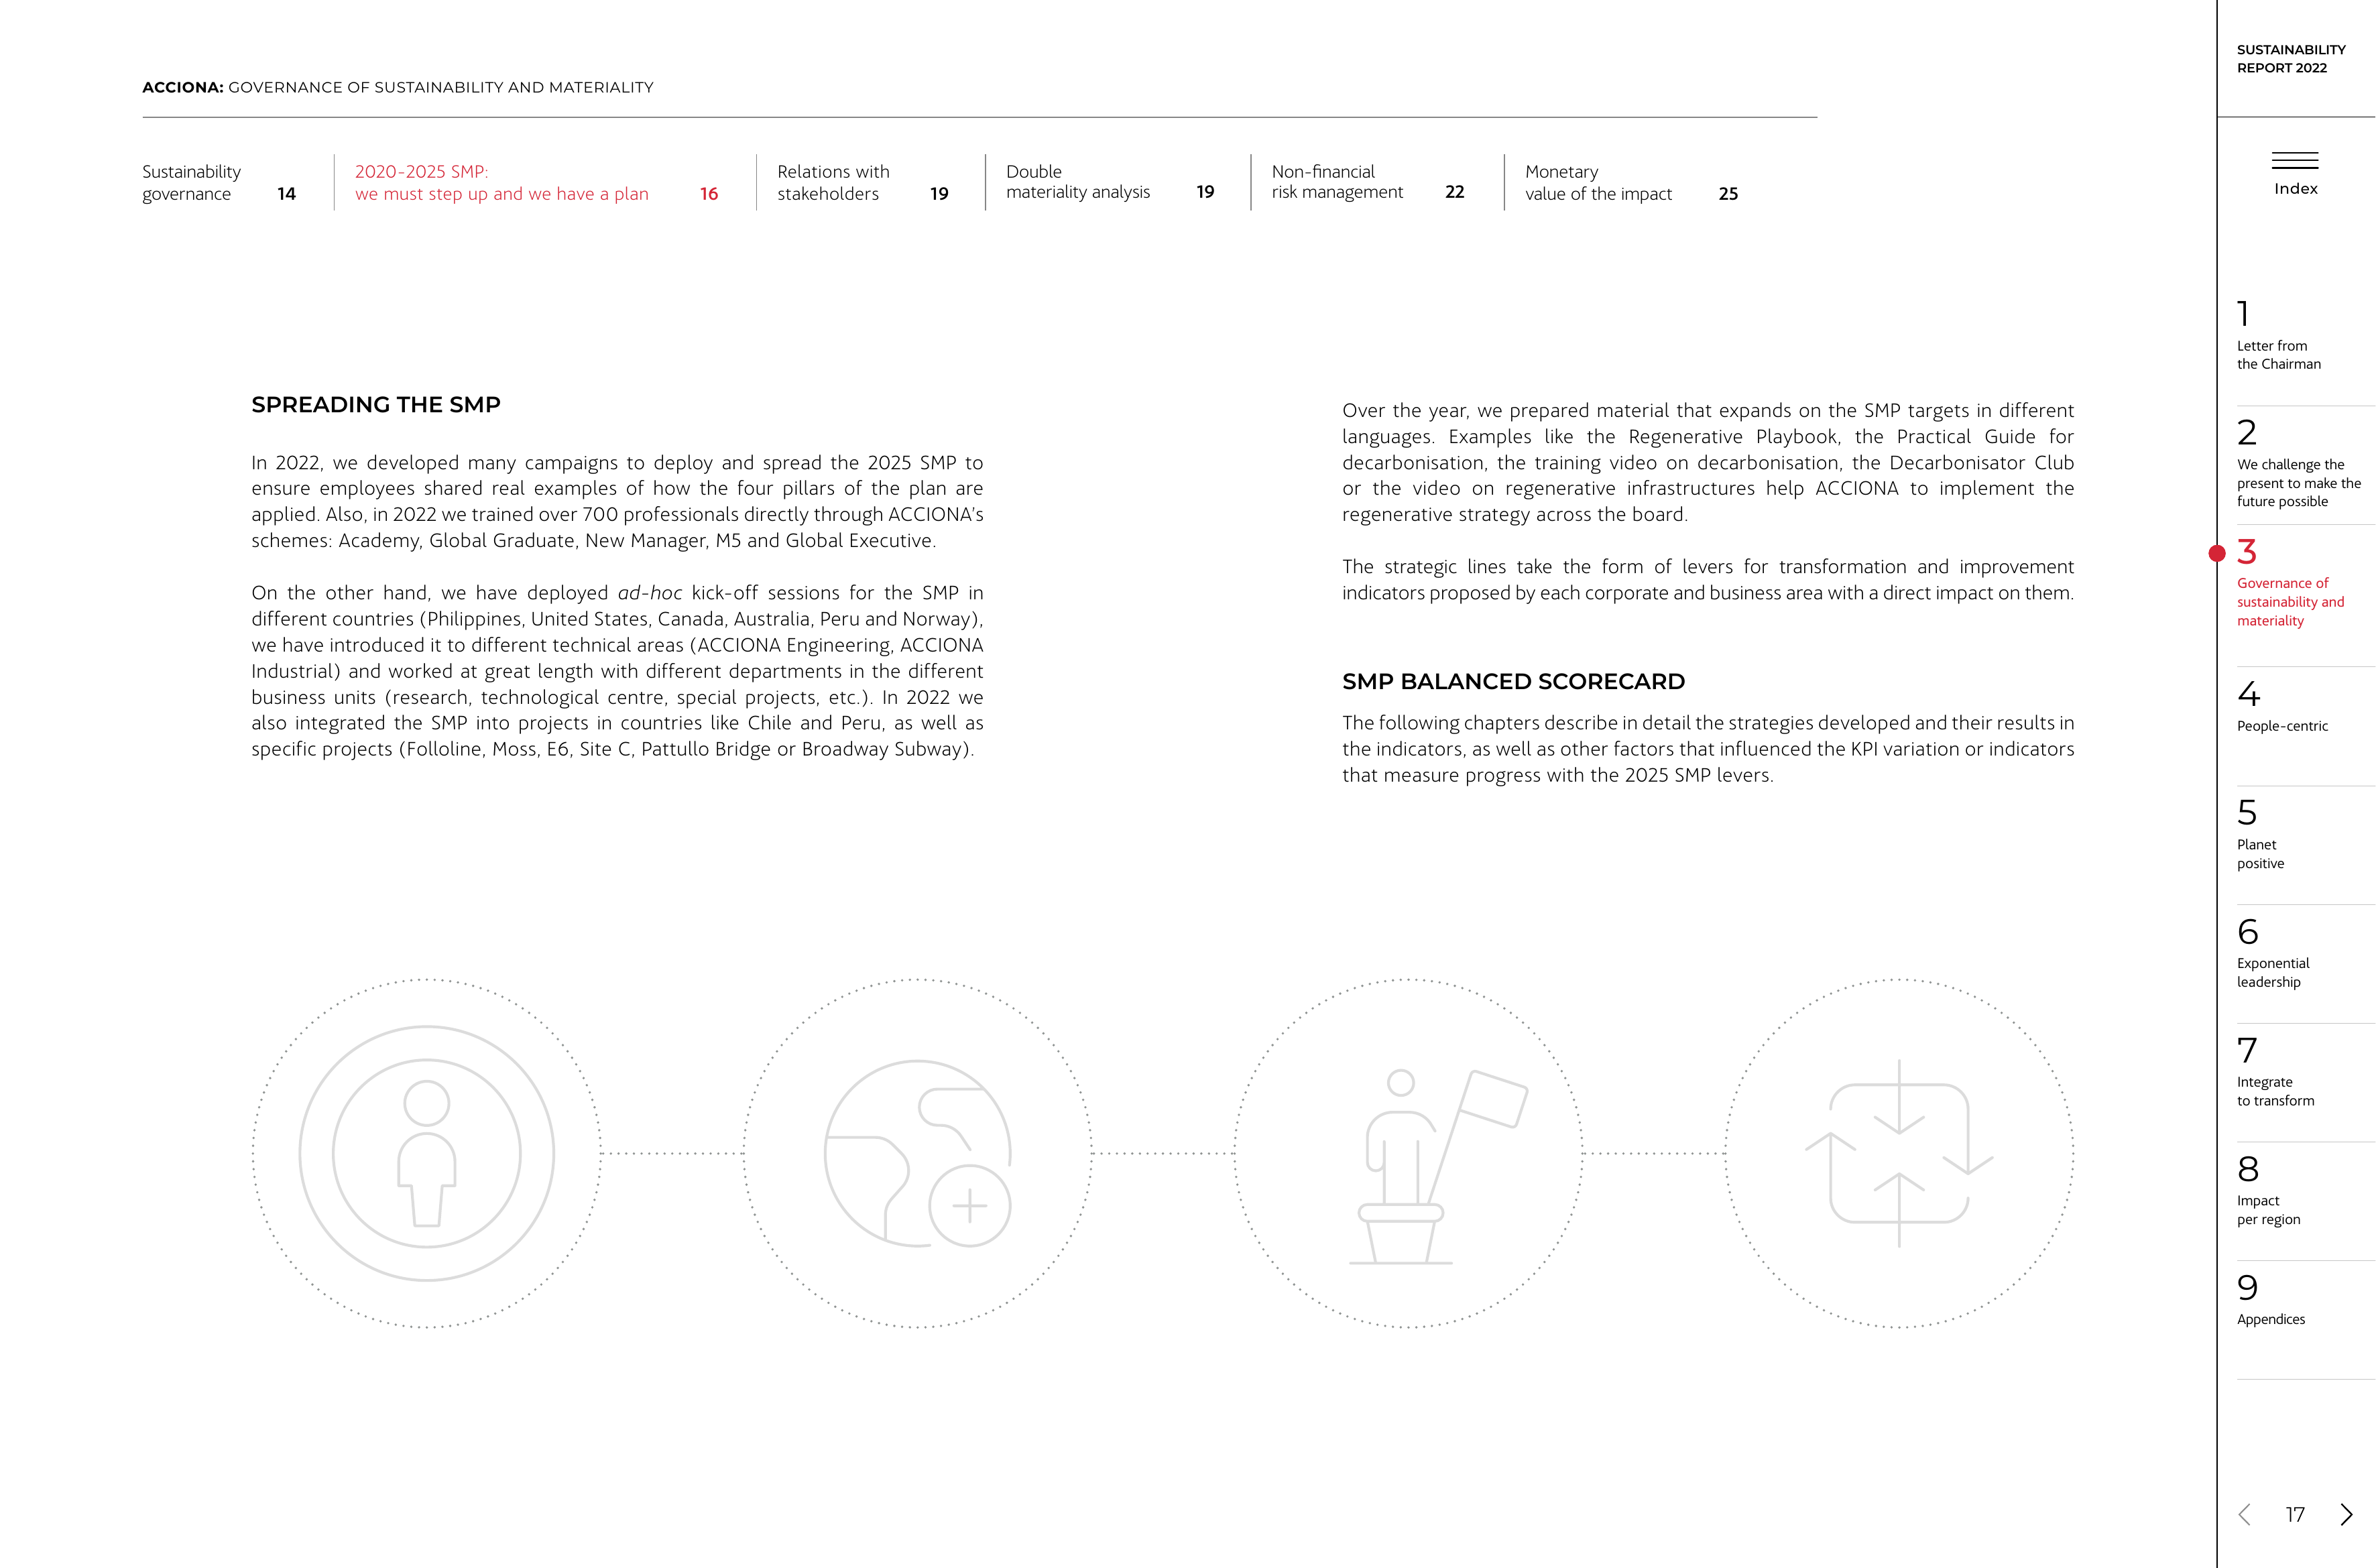 ACCIONA: GOVERNANCE OF SUSTAINABILITY AND MATERIALITY
Sustainability
governance 14
2020-2025 SMP:
we must step up and we have a plan 16
Relations with
stakeholders 19
Double
materiality analysis 19
Non-financial
risk management 22
Monetary
value of the impact 25
SPREADING THE SMP
In 2022, we developed many campaigns to deploy and spread the 2025 SMP to
ensure employees shared real examples of how the four pillars of the plan are
applied. Also, in 2022 we trained over 700 professionals directly through ACCIONA's
schemes: Academy, Global Graduate, New Manager, M5 and Global Executive.
On the other hand, we have deployed ad-hoc kick-off sessions for the SMP in
different countries (Philippines, United States, Canada, Australia, Peru and Norway),
we have introduced it to different technical areas (ACCIONA Engineering, ACCIONA
Industrial) and worked at great length with different departments in the different
business units (research, technological centre, special projects, etc.). In 2022 we
also integrated the SMP into projects in countries like Chile and Peru, as well as
specific projects (Folloline, Moss, E6, Site C, Pattullo Bridge or Broadway Subway).
Over the year, we prepared material that expands on the SMP targets in different
languages. Examples like the Regenerative Playbook, the Practical Guide for
decarbonisation, the training video on decarbonisation, the Decarbonisator Club
or the video on regenerative infrastructures help ACCIONA to implement the
regenerative strategy across the board.
The strategic lines take the form of levers for transformation and improvement
indicators proposed by each corporate and business area with a direct impact on them.
SMP BALANCED SCORECARD
The following chapters describe in detail the strategies developed and their results in
the indicators, as well as other factors that influenced the KPI variation or indicators
that measure progress with the 2025 SMP levers.
SUSTAINABILITY
REPORT 2022
Index
1
Letter from
the Chairman
2
We challenge the
present to make the
future possible
3
Governance of
sustainability and
materiality
4
People-centric
5
Planet
positive
6
Exponential
leadership
7
Integrate
to transform
8
Impact
per region
9
Appendices
17